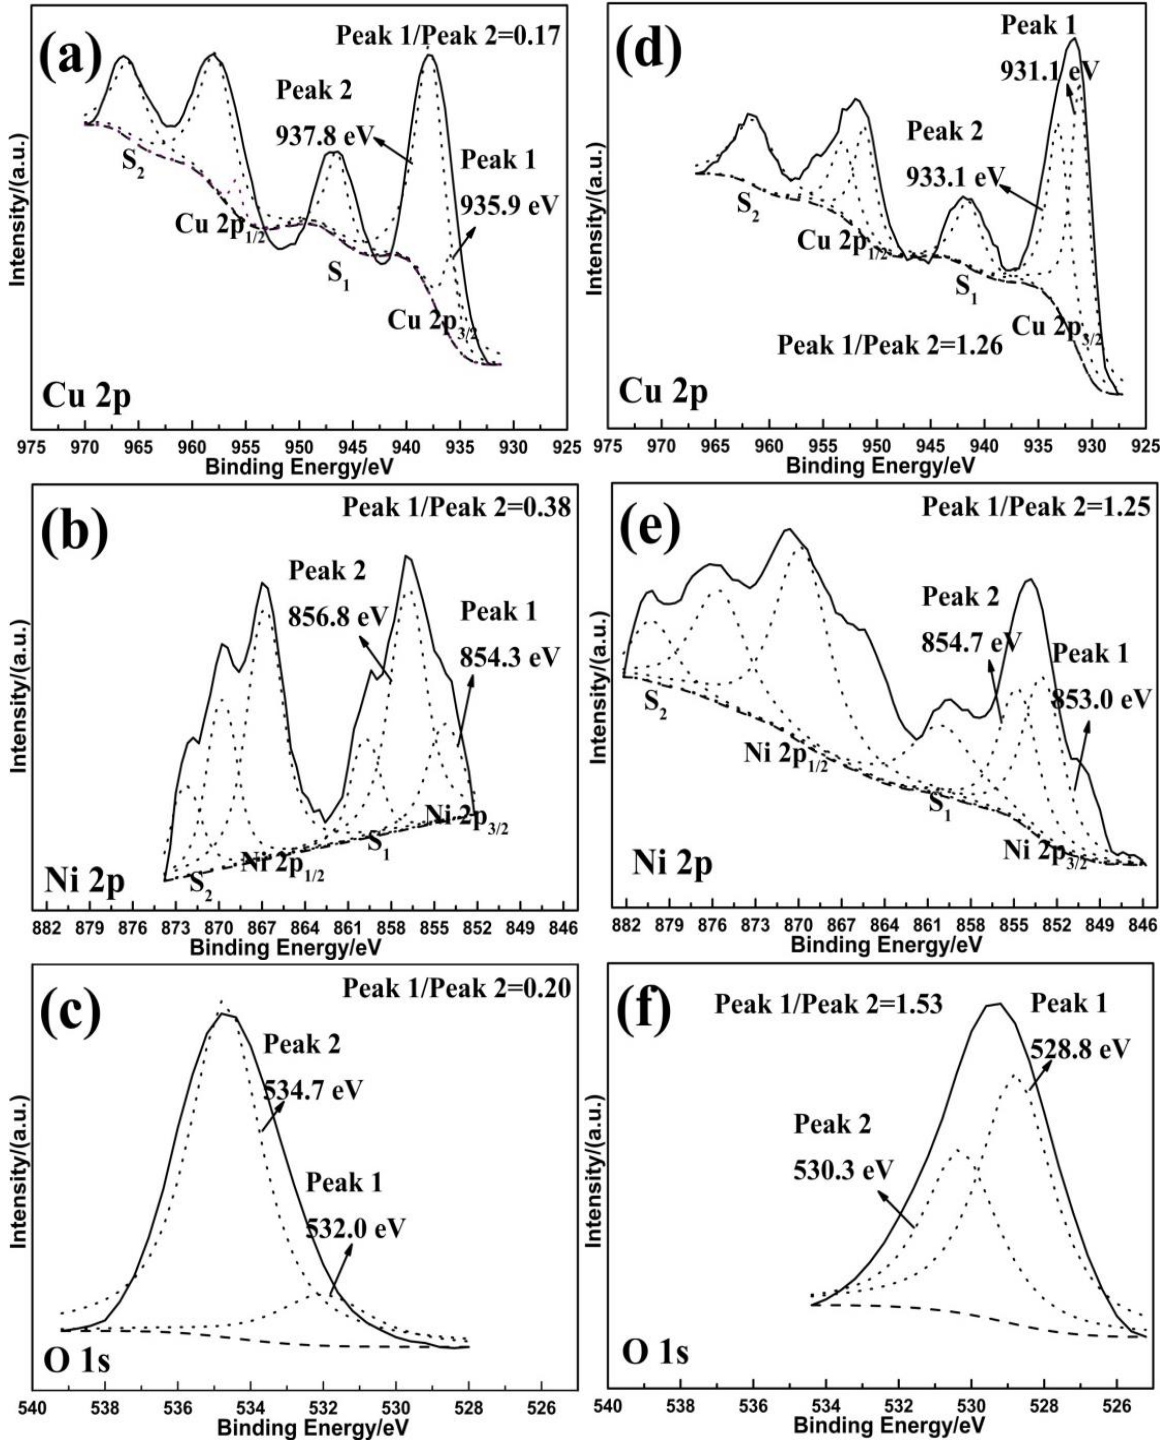 (a)
Peak 1/Peak 2=0.17
Peak 2
937.8 eV
Peak 1
935.9 eV
S2
Cu 2p1/2
S1
Cu 2p3/2
Cu 2p
Intensity/(a.u.)
975 970 965 960 955 950 945 940 935 930 925
Binding Energy/eV
(d)
Peak 1
931.1 eV
Peak 2
933.1 eV
S2
Cu 2p1/2
S1
Cu 2p3/2
Peak 1/Peak 2=1.26
Cu 2p
Intensity/(a.u.)
975 970 965 960 955 950 945 940 935 930 925
Binding Energy/eV
(b)
Peak 1/Peak 2=0.38
Peak 2
856.8 eV
Peak 1
854.3 eV
Ni 2p3/2
S1
Ni 2p1/2
S2
Ni 2p
Intensity/(a.u.)
882 879 876 873 870 867 864 861 858 855 852 849 846
Binding Energy/eV
(e)
Peak 1/Peak 2=1.25
Peak 2
854.7 eV
Peak 1
853.0 eV
S2
Ni 2p1/2
S1
Ni 2p3/2
Ni 2p
Intensity/(a.u.)
882 879 876 873 870 867 864 861 858 855 852 849 846
Binding Energy/eV
(c)
Peak 1/Peak 2=0.20
Peak 2
534.7 eV
Peak 1
532.0 eV
O 1s
Intensity/(a.u.)
540 538 536 534 532 530 528 526
Binding Energy/eV
(f)
Peak 1/Peak 2=1.53
Peak 1
528.8 eV
Peak 2
530.3 eV
O 1s
Intensity/(a.u.)
540 538 536 534 532 530 528 526
Binding Energy/eV